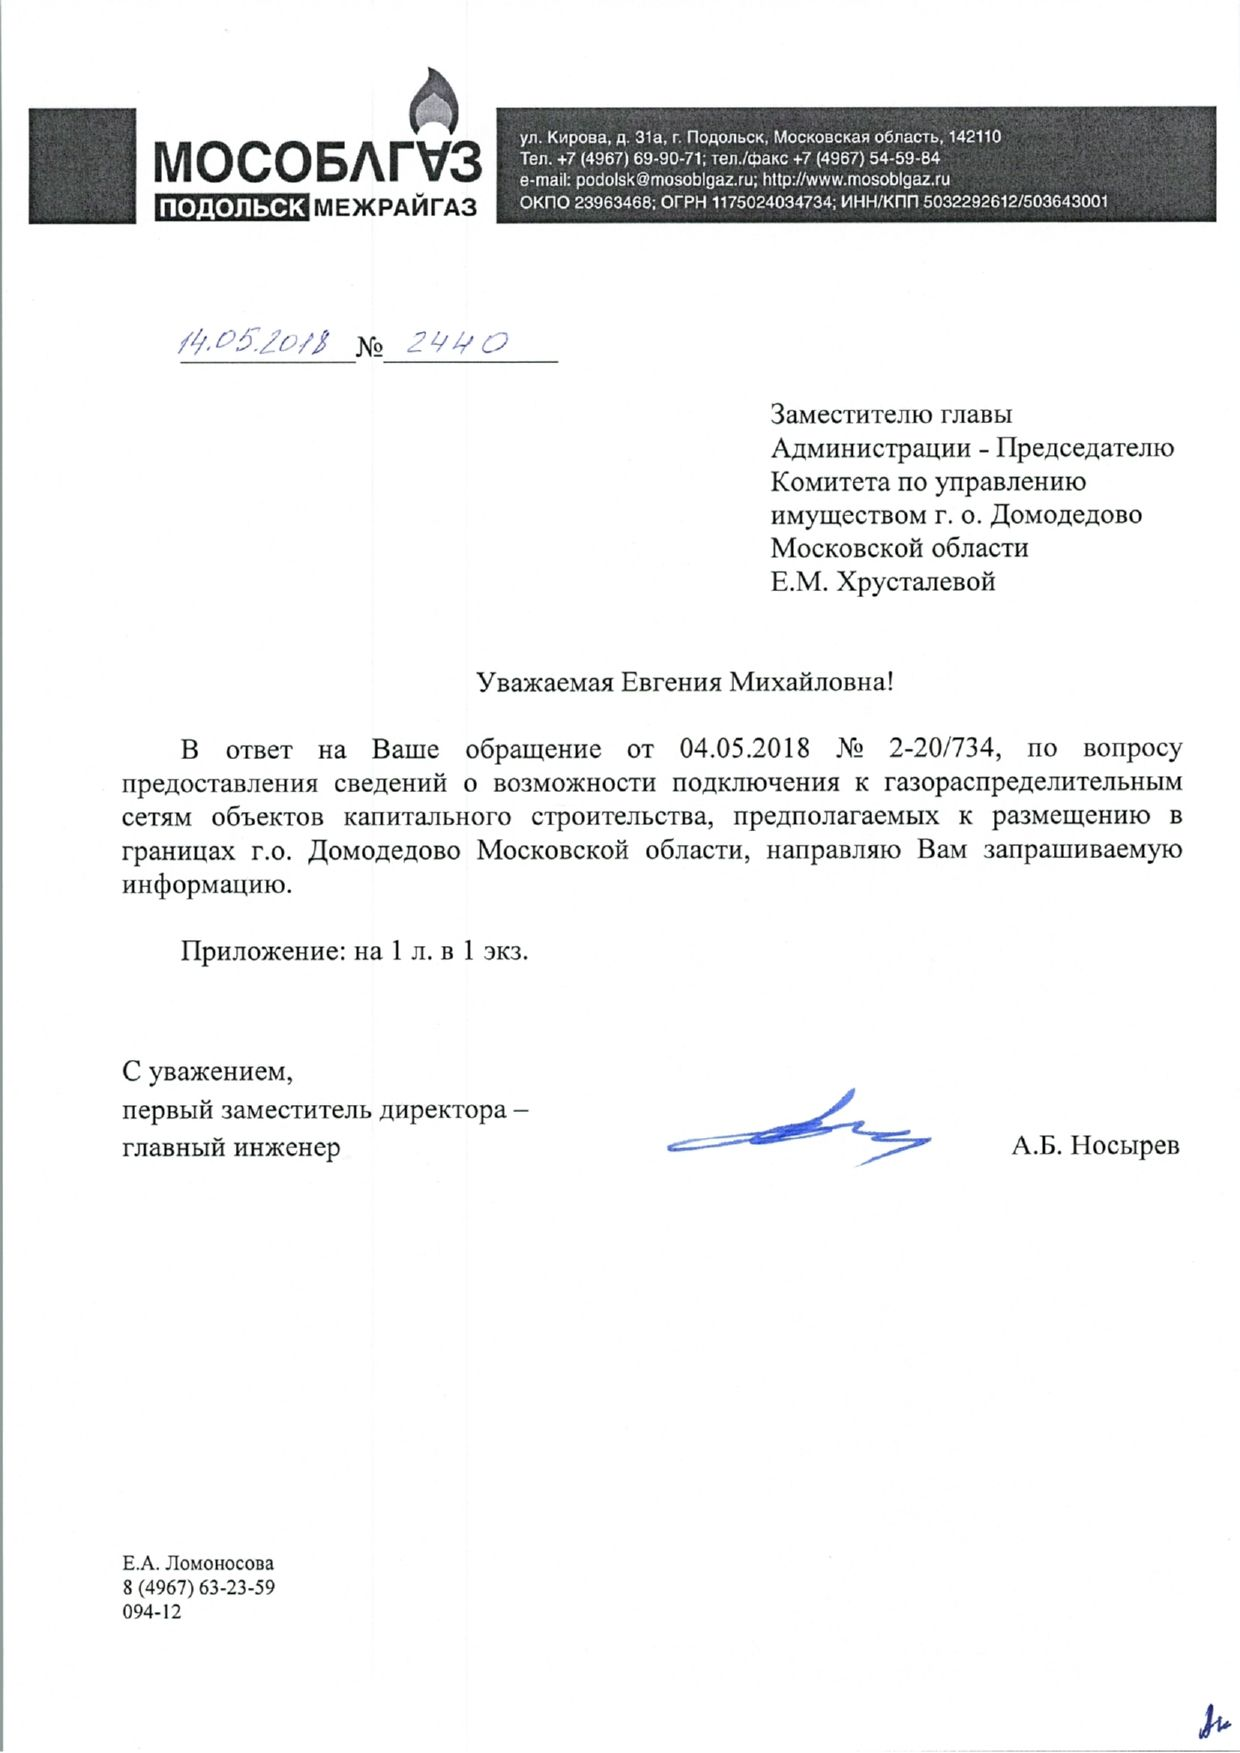 МОСОБЛГАЗ
ПОДОЛЬСК МЕЖРАЙГАЗ
ул. Кирова, д. 31а, г. Подольск, Московская область, 142110
Тел. +7 (4967) 69-90-71; тел./факс +7 (4967) 54-59-84
e-mail: podolsk@mosoblgaz.ru; http://www.mosoblgaz.ru
ОКПО 23963468; ОГРН 1175024034734; ИНН/КПП 5032292612/503643001
14.05.2018 № 2440
Заместителю главы
Администрации - Председателю
Комитета по управлению
имуществом г. о. Домодедово
Московской области
Е.М. Хрусталевой
Уважаемая Евгения Михайловна!
В ответ на Ваше обращение от 04.05.2018 № 2-20/734, по вопросу
предоставления сведений о возможности подключения к газораспределительным
сетям объектов капитального строительства, предполагаемых к размещению в
границах г.о. Домодедово Московской области, направляю Вам запрашиваемую
информацию.
Приложение: на 1 л. в 1 экз.
С уважением,
первый заместитель директора –
главный инженер
А.Б. Носырев
Е.А. Ломоносова
8 (4967) 63-23-59
094-12